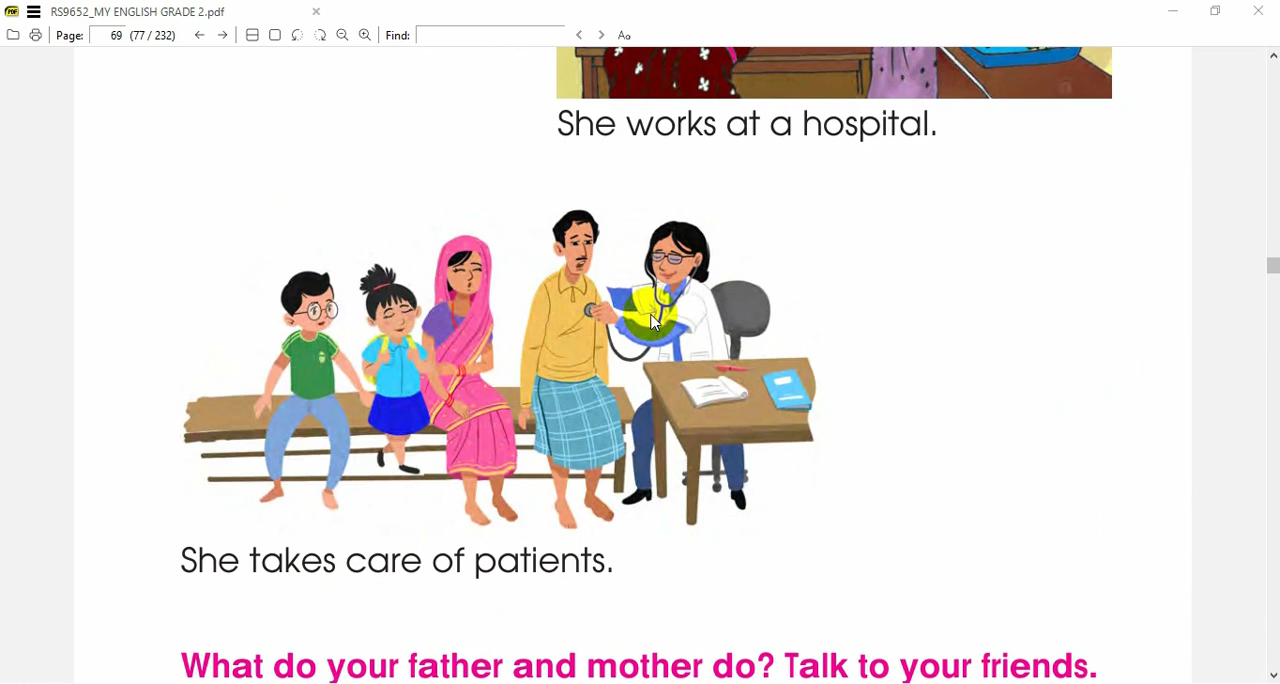 RS9652_MY ENGLISH GRADE 2.pdf
Page: 69 (77 / 232) Find:
She works at a hospital.
She takes care of patients.
What do your father and mother do? Talk to your friends.